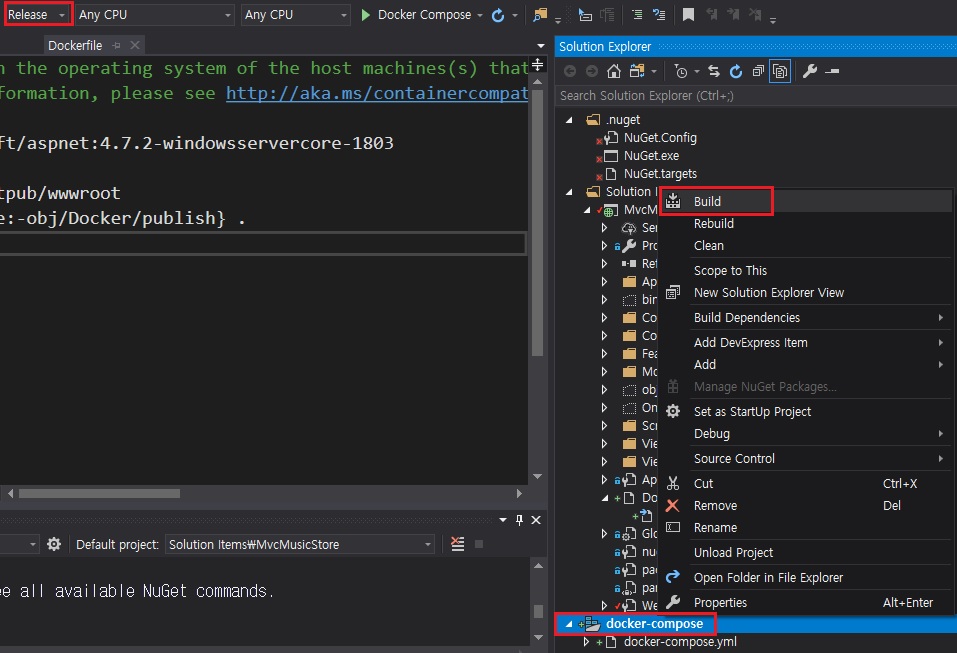 Release Any CPU Any CPU Docker Compose
Dockerfile
n the operating system of the host machines(s) that
formation, please see http://aka.ms/containercompat
ft/aspnet:4.7.2-windowsservercore-1803
tpub/wwwroot
e:-obj/Docker/publish} .
Default project: Solution Items₩MvcMusicStore
e all available NuGet commands.
Solution Explorer
Search Solution Explorer (Ctrl+;)
.nuget
NuGet.Config
NuGet.exe
NuGet.targets
Solution I
MvcM
Ser
Pro
Ref
Ap
bin
Co
Co
Fea
Mo
obj
On
Scr
Vie
Vie
Ap
Do
Glo
nu
pac
par
We
docker-compose
docker-compose.yml
Build
Rebuild
Clean
Scope to This
New Solution Explorer View
Build Dependencies
Add DevExpress Item
Add
Manage NuGet Packages...
Set as StartUp Project
Debug
Source Control
Cut Ctrl+X
Remove Del
Rename
Unload Project
Open Folder in File Explorer
Properties Alt+Enter